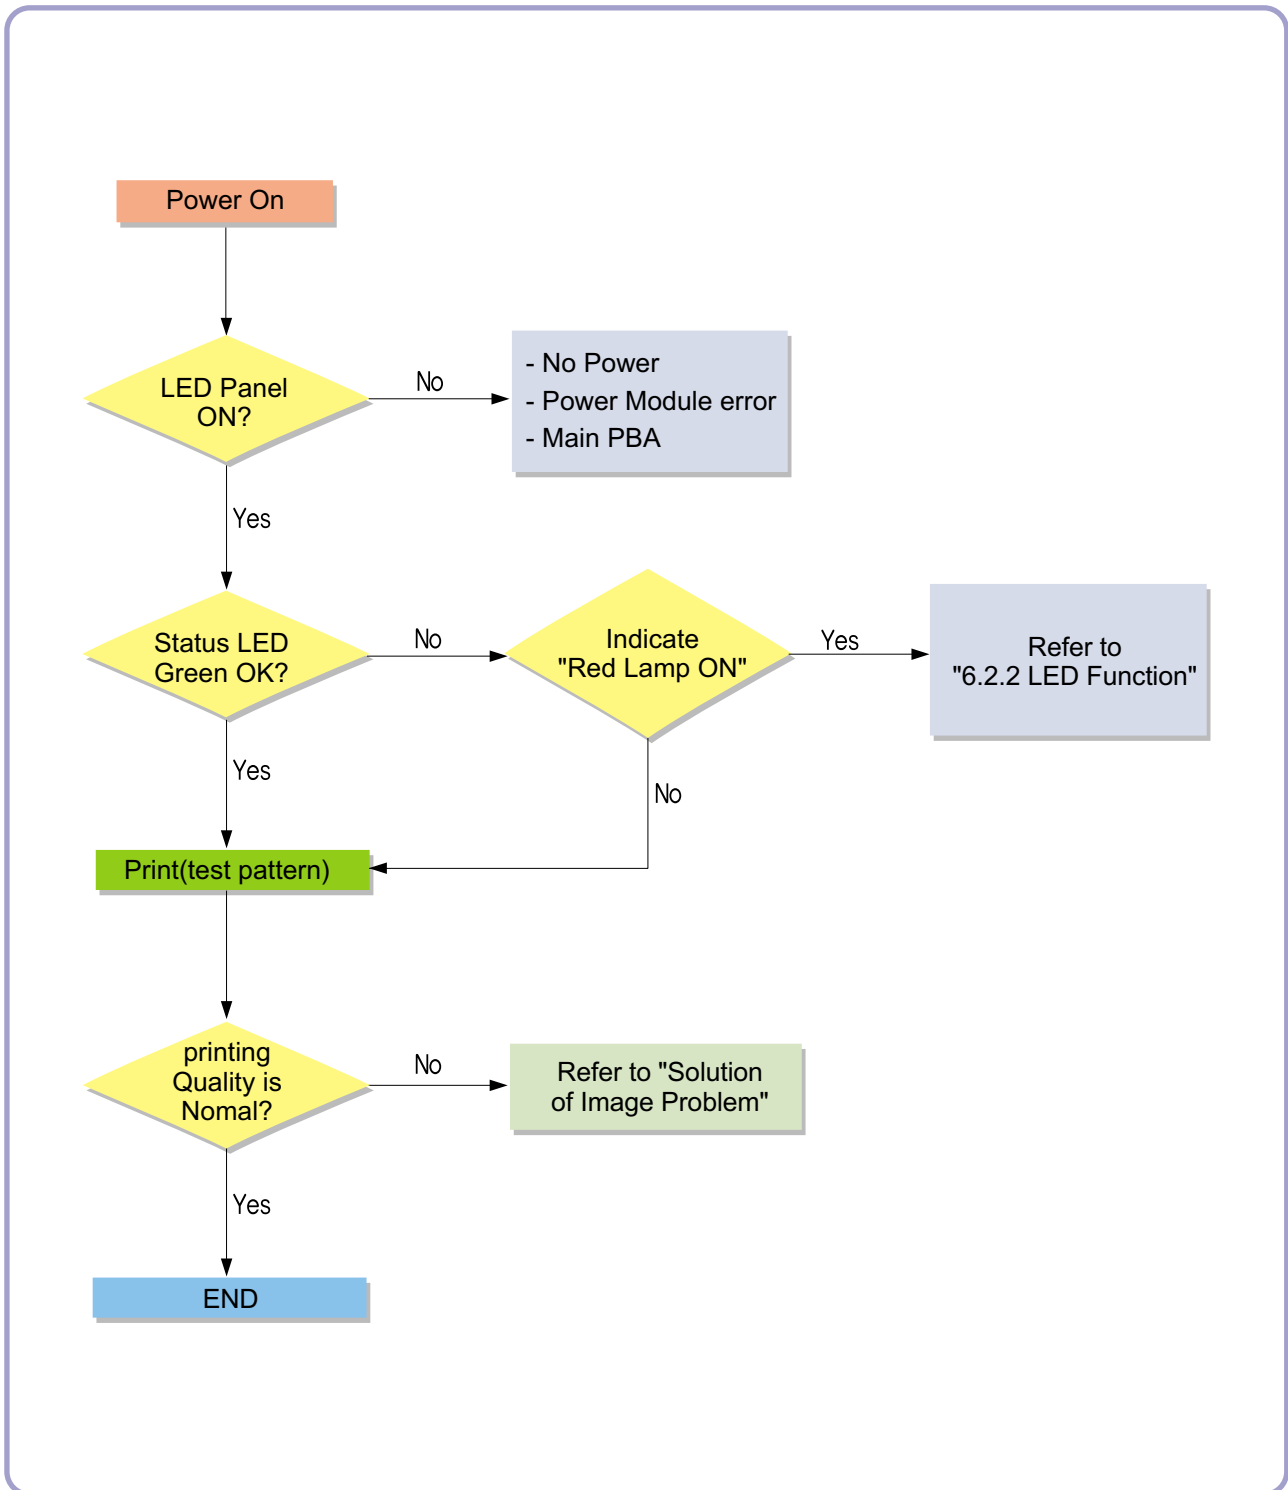 Power On
LED Panel
ON?
No
- No Power
- Power Module error
- Main PBA
Yes
Status LED
Green OK?
No
Indicate
"Red Lamp ON"
Yes
Refer to
"6.2.2 LED Function"
Yes
No
Print(test pattern)
printing
Quality is
Nomal?
No
Refer to "Solution
of Image Problem"
Yes
END